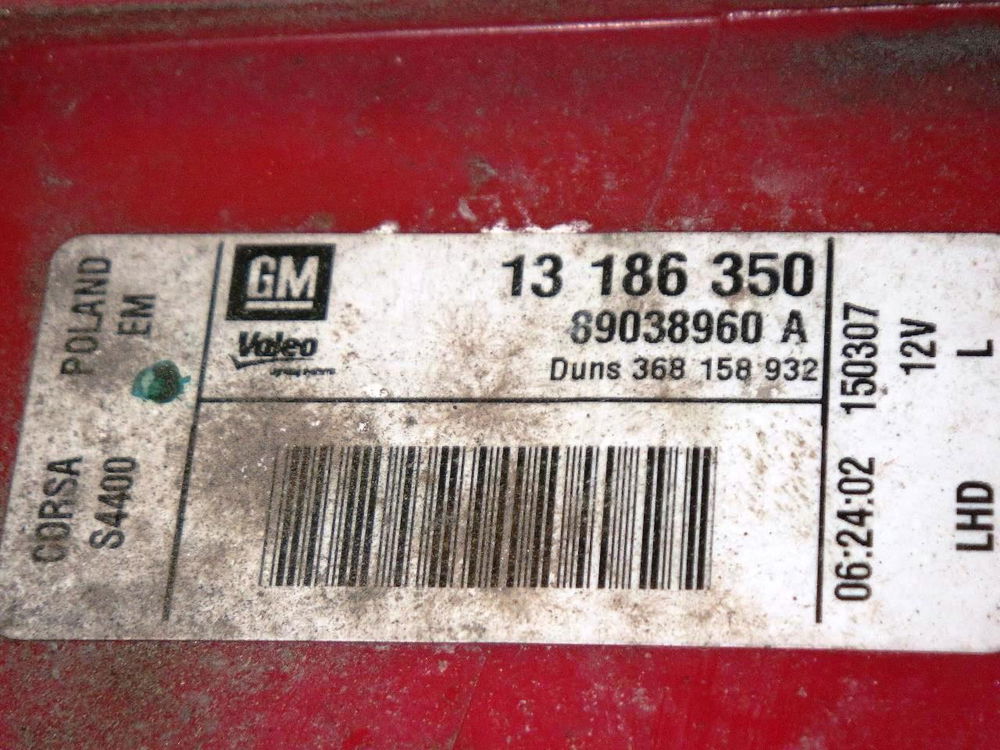 GM
13 186 350
Valeo
89038960 A
Duns 368 158 932
CORSA POLAND
S4400 EM
06:24:02 150307
12V
LHD L